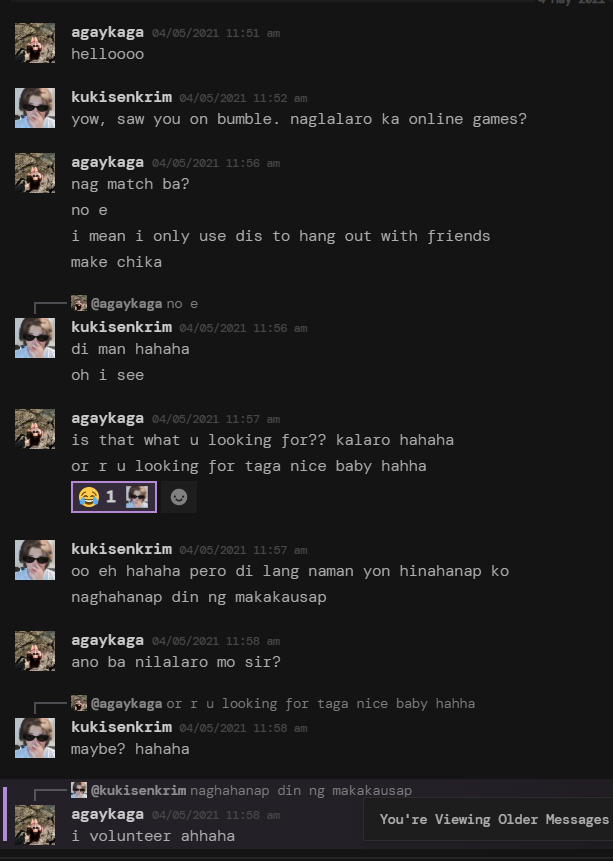 agaykaga 04/05/2021 11:51 am
helloooo
kukisenkrim 04/05/2021 11:52 am
yow, saw you on bumble. naglalaro ka online games?
agaykaga 04/05/2021 11:56 am
nag match ba?
no e
i mean i only use dis to hang out with friends
make chika
@agaykaga no e
kukisenkrim 04/05/2021 11:56 am
di man hahaha
oh i see
agaykaga 04/05/2021 11:57 am
is that what u looking for?? kalaro hahaha
or r u looking for taga nice baby hahha
1
kukisenkrim 04/05/2021 11:57 am
oo eh hahaha pero di lang naman yon hinahanap ko
naghahanap din ng makakausap
agaykaga 04/05/2021 11:58 am
ano ba nilalaro mo sir?
@agaykaga or r u looking for taga nice baby hahha
kukisenkrim 04/05/2021 11:58 am
maybe? hahaha
@kukisenkrim naghahanap din ng makakausap
agaykaga 04/05/2021 11:58 am
i volunteer ahhaha
You're Viewing Older Messages